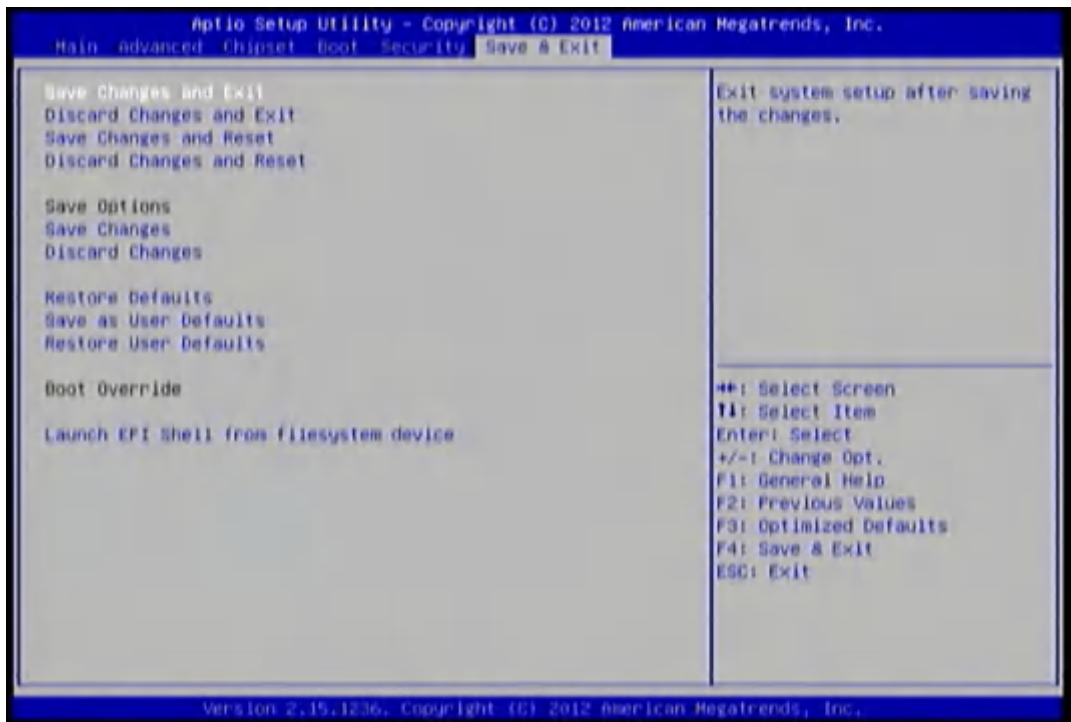 Aptio Setup Utility - Copyright (C) 2012 American Megatrends, Inc.
Main Advanced Chipset Boot Security Save & Exit
Save Changes and Exit
Discard Changes and Exit
Save Changes and Reset
Discard Changes and Reset
Save Options
Save Changes
Discard Changes
Restore Defaults
Save as User Defaults
Restore User Defaults
Boot Override
Launch EFI Shell from filesystem device
Exit system setup after saving
the changes.
→←: Select Screen
↑↓: Select Item
Enter: Select
+/-: Change Opt.
F1: General Help
F2: Previous Values
F3: Optimized Defaults
F4: Save & Exit
ESC: Exit
Version 2.15.1236. Copyright (C) 2012 American Megatrends, Inc.